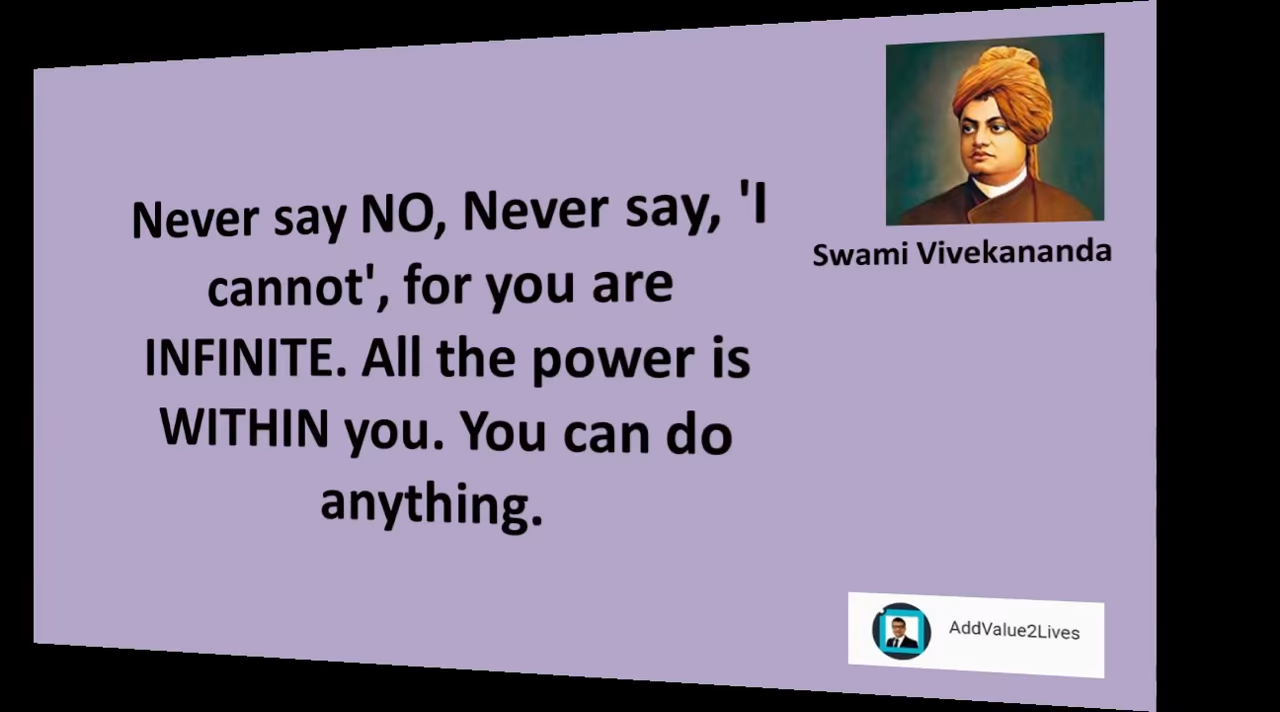 Never say NO, Never say, 'I
cannot', for you are
INFINITE. All the power is
WITHIN you. You can do
anything.
Swami Vivekananda
AddValue2Lives